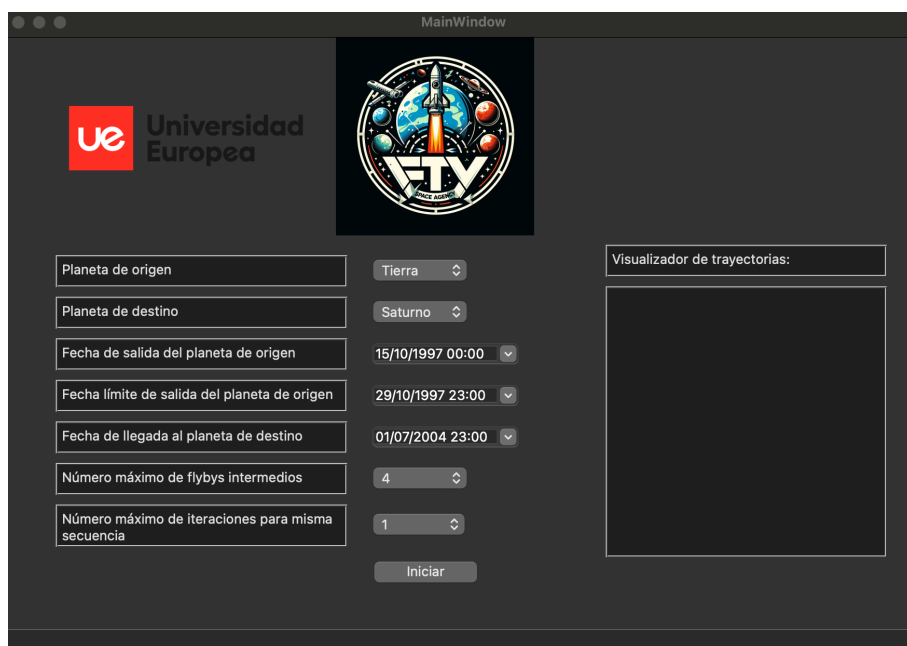 MainWindow
ue Universidad
Europea
FTV
SPACE AGENCY
Planeta de origen
Tierra
Visualizador de trayectorias:
Planeta de destino
Saturno
Fecha de salida del planeta de origen
15/10/1997 00:00
Fecha límite de salida del planeta de origen
29/10/1997 23:00
Fecha de llegada al planeta de destino
01/07/2004 23:00
Número máximo de flybys intermedios
4
Número máximo de iteraciones para misma
secuencia
1
Iniciar